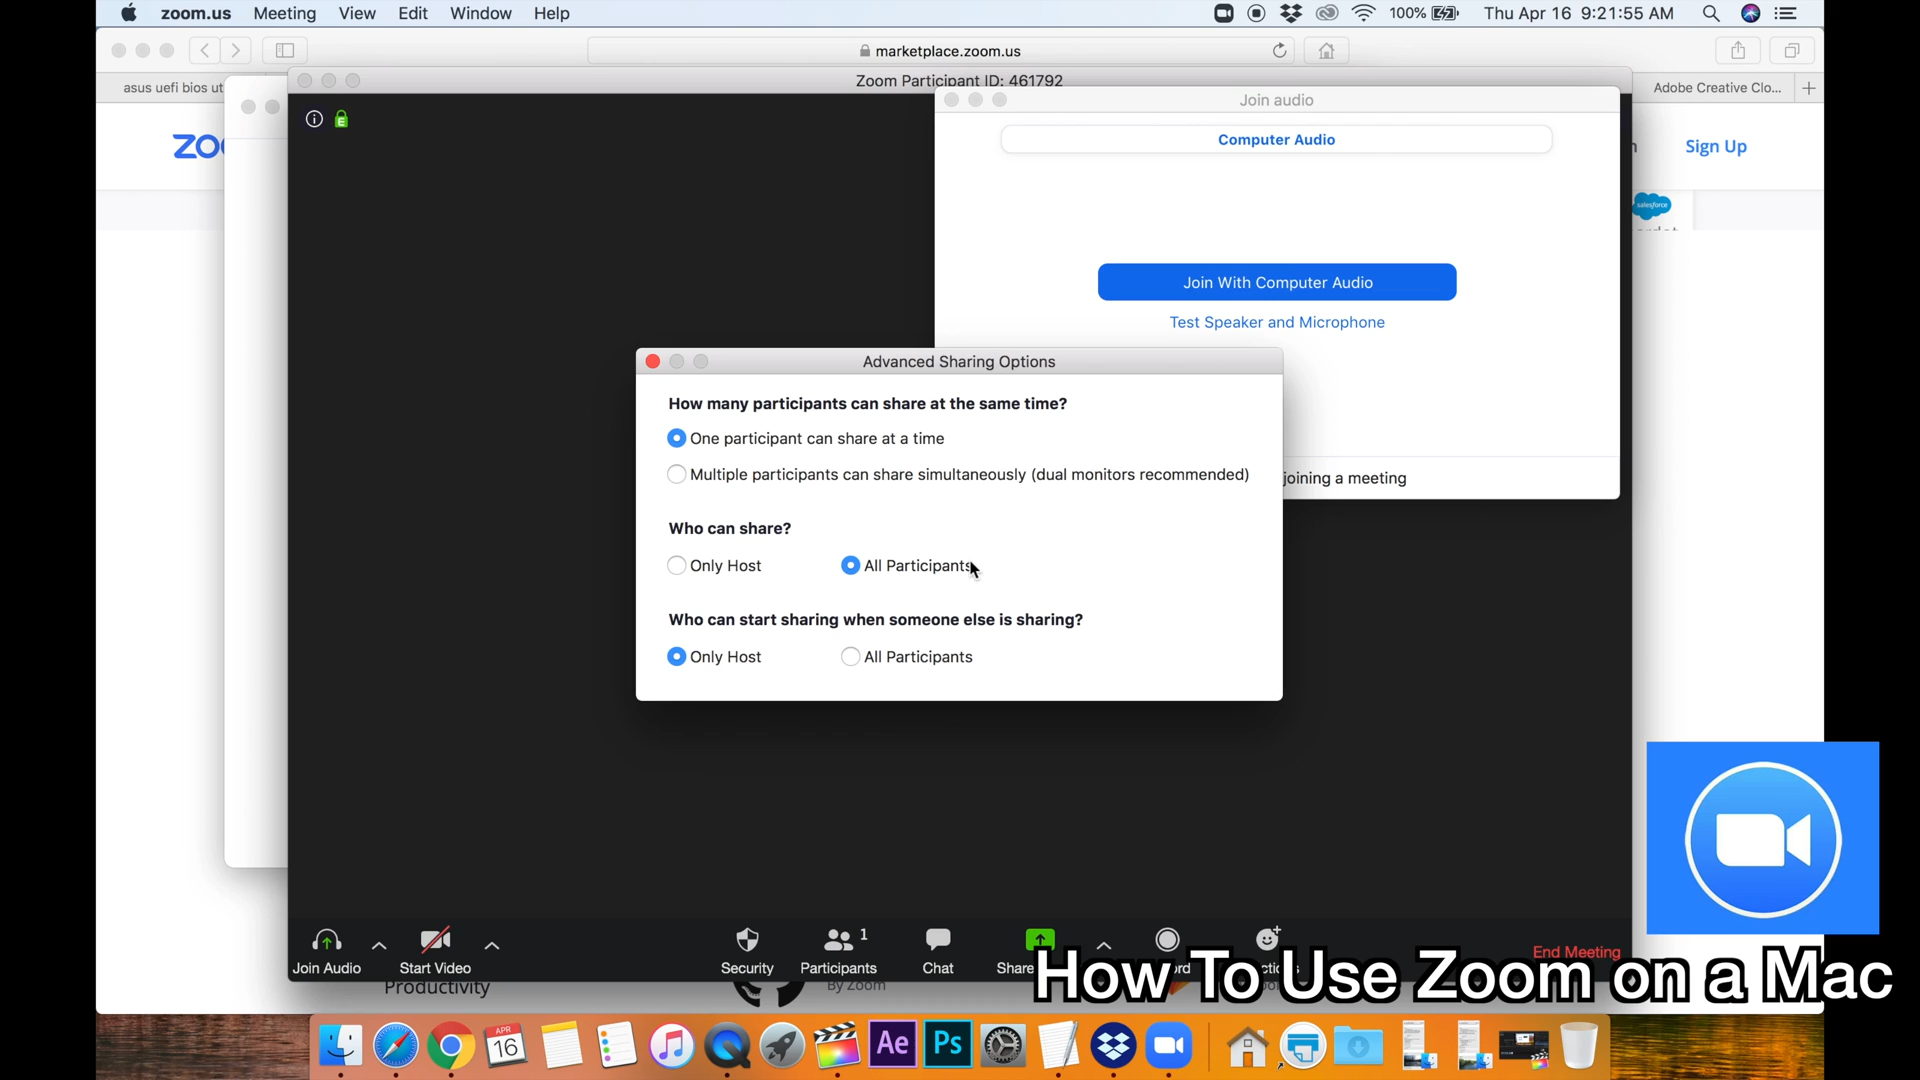 zoom.us Meeting View Edit Window Help 100% Thu Apr 16 9:21:55 AM
marketplace.zoom.us
asus uefi bios ut
Zoom Participant ID: 461792
Adobe Creative Clo...
Join audio
Computer Audio
ZOO
Sign Up
salesforce
Join With Computer Audio
Test Speaker and Microphone
Advanced Sharing Options
How many participants can share at the same time?
One participant can share at a time
Multiple participants can share simultaneously (dual monitors recommended)
joining a meeting
Who can share?
Only Host All Participants
Who can start sharing when someone else is sharing?
Only Host All Participants
1
Join Audio Start Video Security Participants Chat Share
End Meeting
Productivity By Zoom
How To Use Zoom on a Mac
APR
16
Ae Ps